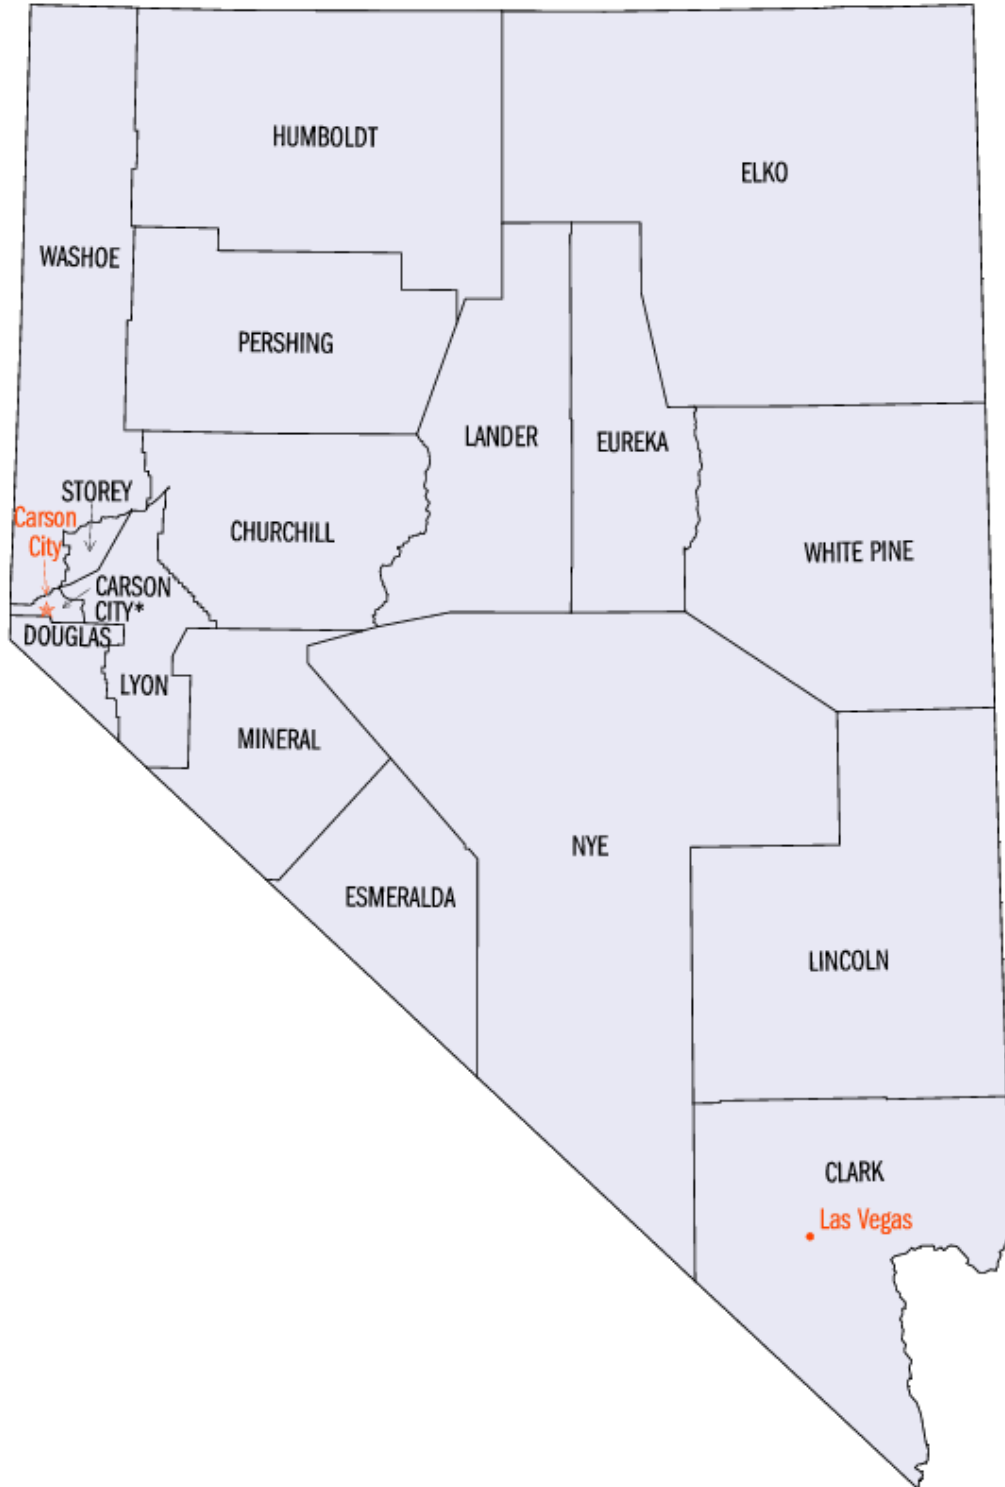 HUMBOLDT
ELKO
WASHOE
PERSHING
LANDER
EUREKA
STOREY
Carson
City
CHURCHILL
WHITE PINE
CARSON
CITY*
DOUGLAS
LYON
MINERAL
NYE
ESMERALDA
LINCOLN
CLARK
Las Vegas